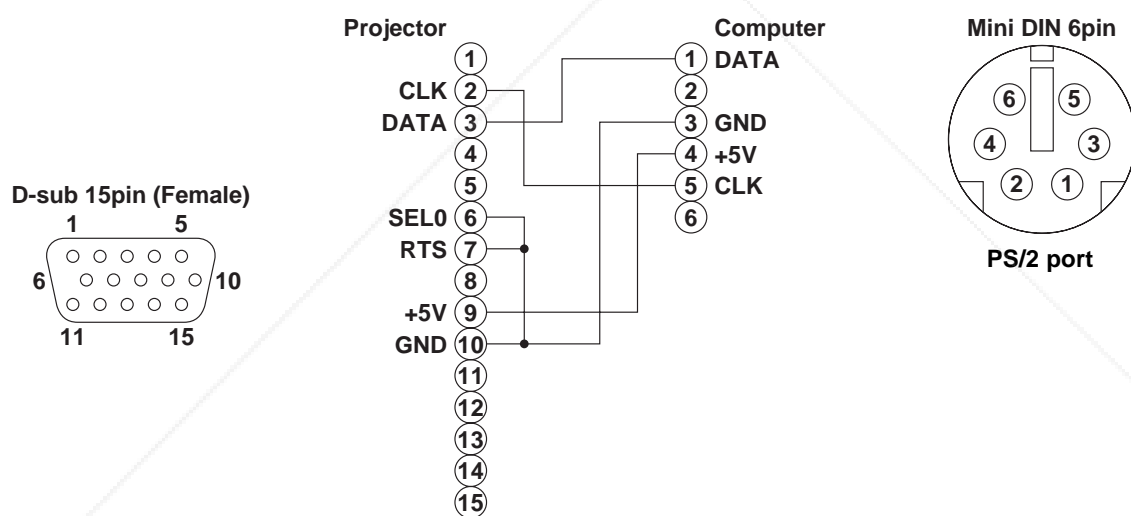 Projector
1
CLK 2
DATA 3
4
5
SEL0 6
RTS 7
8
+5V 9
GND 10
11
12
13
14
15
Computer
1 DATA
2
3 GND
4 +5V
5 CLK
6
D-sub 15pin (Female)
1 5
6 10
11 15
Mini DIN 6pin
6 5
4 3
2 1
PS/2 port